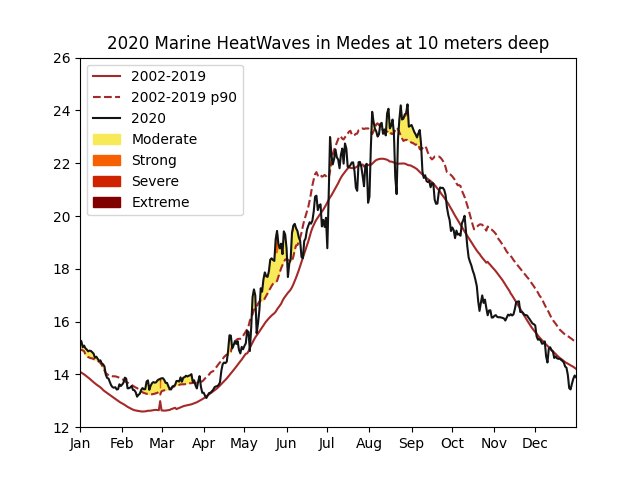 2020 Marine HeatWaves in Medes at 10 meters deep
26
24
22
20
18
16
14
12
2002-2019
2002-2019 p90
2020
Moderate
Strong
Severe
Extreme
Jan Feb Mar Apr May Jun Jul Aug Sep Oct Nov Dec